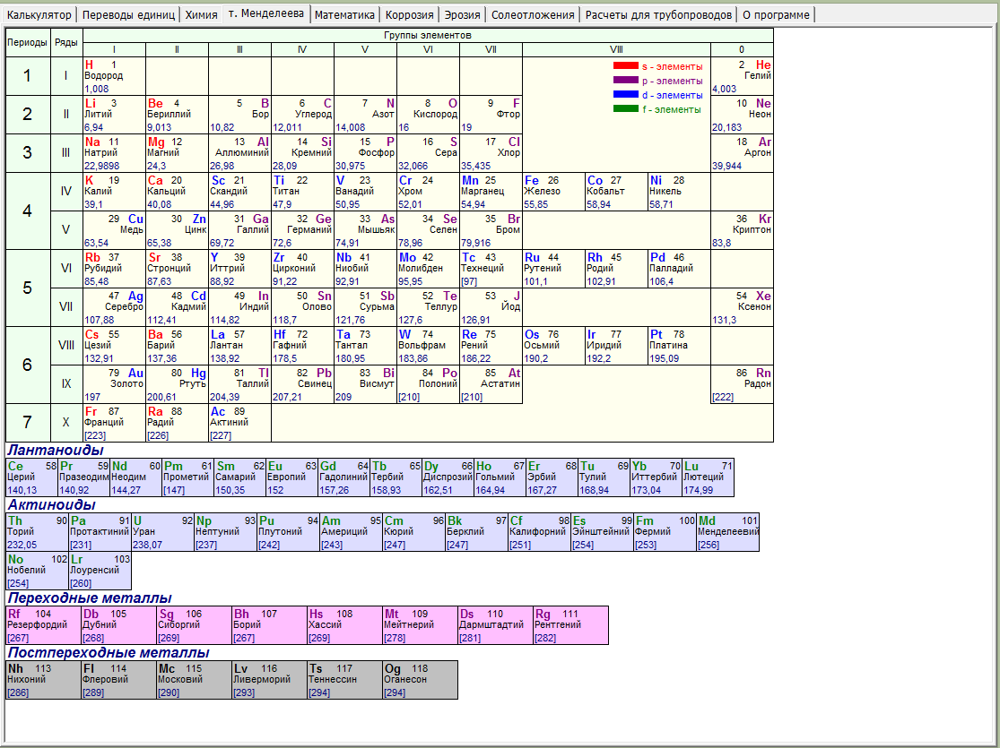 Калькулятор Переводы единиц Химия т. Менделеева Математика Коррозия Эрозия Солеотложения Расчеты для трубопроводов О программе
Периоды Ряды Группы элементов
I II III IV V VI VII VIII 0
1 I H 1 2 He
Водород Гелий
1,008 4,003
s - элементы
p - элементы
d - элементы
f - элементы
2 II Li 3 Be 4 5 B 6 C 7 N 8 O 9 F 10 Ne
Литий Бериллий Бор Углерод Азот Кислород Фтор Неон
6,94 9,013 10,82 12,011 14,008 16 19 20,183
3 III Na 11 Mg 12 13 Al 14 Si 15 P 16 S 17 Cl 18 Ar
Натрий Магний Аллюминий Кремний Фосфор Сера Хлор Аргон
22,9898 24,3 26,98 28,09 30,975 32,066 35,435 39,944
4 IV K 19 Ca 20 Sc 21 Ti 22 V 23 Cr 24 Mn 25 Fe 26 Co 27 Ni 28
Калий Кальций Скандий Титан Ванадий Хром Марганец Железо Кобальт Никель
39,1 40,08 44,96 47,9 50,95 52,01 54,94 55,85 58,94 58,71
V 29 Cu 30 Zn 31 Ga 32 Ge 33 As 34 Se 35 Br 36 Kr
Медь Цинк Галлий Германий Мышьяк Селен Бром Криптон
63,54 65,38 69,72 72,6 74,91 78,96 79,916 83,8
5 VI Rb 37 Sr 38 Y 39 Zr 40 Nb 41 Mo 42 Tc 43 Ru 44 Rh 45 Pd 46
Рубидий Стронций Иттрий Цирконий Ниобий Молибден Технеций Рутений Родий Палладий
85,48 87,63 88,92 91,22 92,91 95,95 [97] 101,1 102,91 106,4
VII 47 Ag 48 Cd 49 In 50 Sn 51 Sb 52 Te 53 J 54 Xe
Серебро Кадмий Индий Олово Сурьма Теллур Йод Ксенон
107,88 112,41 114,82 118,7 121,76 127,6 126,91 131,3
6 VIII Cs 55 Ba 56 La 57 Hf 72 Ta 73 W 74 Re 75 Os 76 Ir 77 Pt 78
Цезий Барий Лантан Гафний Тантал Вольфрам Рений Осьмий Иридий Платина
132,91 137,36 138,92 178,5 180,95 183,86 186,22 190,2 192,2 195,09
IX 79 Au 80 Hg 81 Tl 82 Pb 83 Bi 84 Po 85 At 86 Rn
Золото Ртуть Таллий Свинец Висмут Полоний Астатин Радон
197 200,61 204,39 207,21 209 [210] [210] [222]
7 X Fr 87 Ra 88 Ac 89
Франций Радий Актиний
[223] [226] [227]
Лантаноиды
Ce 58 Pr 59 Nd 60 Pm 61 Sm 62 Eu 63 Gd 64 Tb 65 Dy 66 Ho 67 Er 68 Tu 69 Yb 70 Lu 71
Церий Празеодим Неодим Прометий Самарий Европий Гадолиний Тербий Диспрозий Гольмий Эрбий Тулий Иттербий Лютеций
140,13 140,92 144,27 [147] 150,35 152 157,26 158,93 162,51 164,94 167,27 168,94 173,04 174,99
Актиноиды
Th 90 Pa 91 U 92 Np 93 Pu 94 Am 95 Cm 96 Bk 97 Cf 98 Es 99 Fm 100 Md 101
Торий Протактиний Уран Нептуний Плутоний Америций Кюрий Берклий Калифорний Эйнштейний Фермий Менделеевий
232,05 [231] 238,07 [237] [242] [243] [247] [247] [251] [254] [253] [256]
No 102 Lr 103
Нобелий Лоуренсий
[254] [260]
Переходные металлы
Rf 104 Db 105 Sg 106 Bh 107 Hs 108 Mt 109 Ds 110 Rg 111
Резерфордий Дубний Сиборгий Борий Хассий Мейтнерий Дармштадтий Рентгений
[267] [268] [269] [267] [269] [278] [281] [282]
Постпереходные металлы
Nh 113 Fl 114 Mc 115 Lv 116 Ts 117 Og 118
Нихоний Флеровий Московий Ливерморий Теннессин Оганесон
[286] [289] [290] [293] [294] [294]